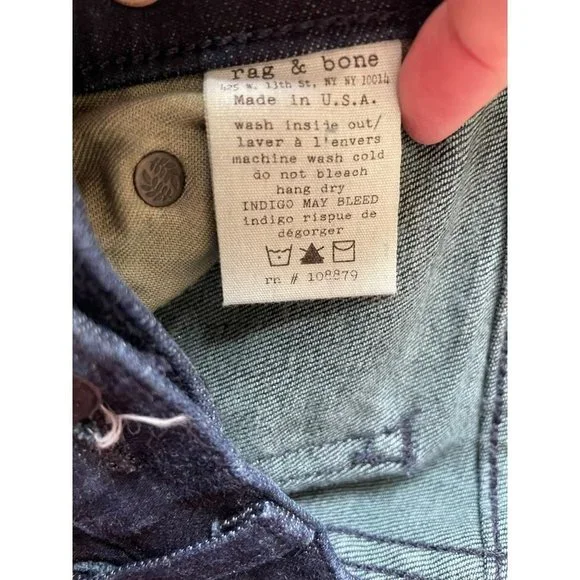 rag & bone
425 W. 13th St, NY NY 10014
Made in U.S.A.
wash inside out/
laver à l'envers
machine wash cold
do not bleach
hang dry
INDIGO MAY BLEED
indigo rispue de
dégorger
rn # 108879